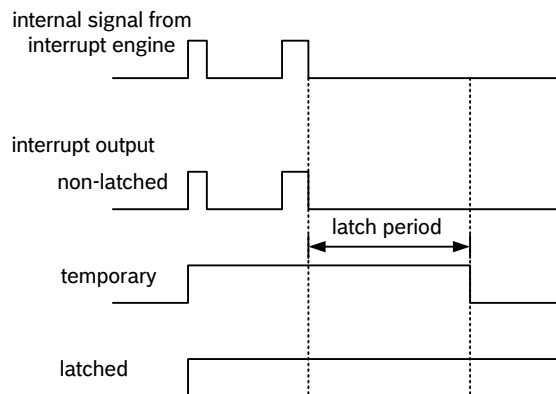 internal signal from
interrupt engine
interrupt output
non-latched
latch period
temporary
latched